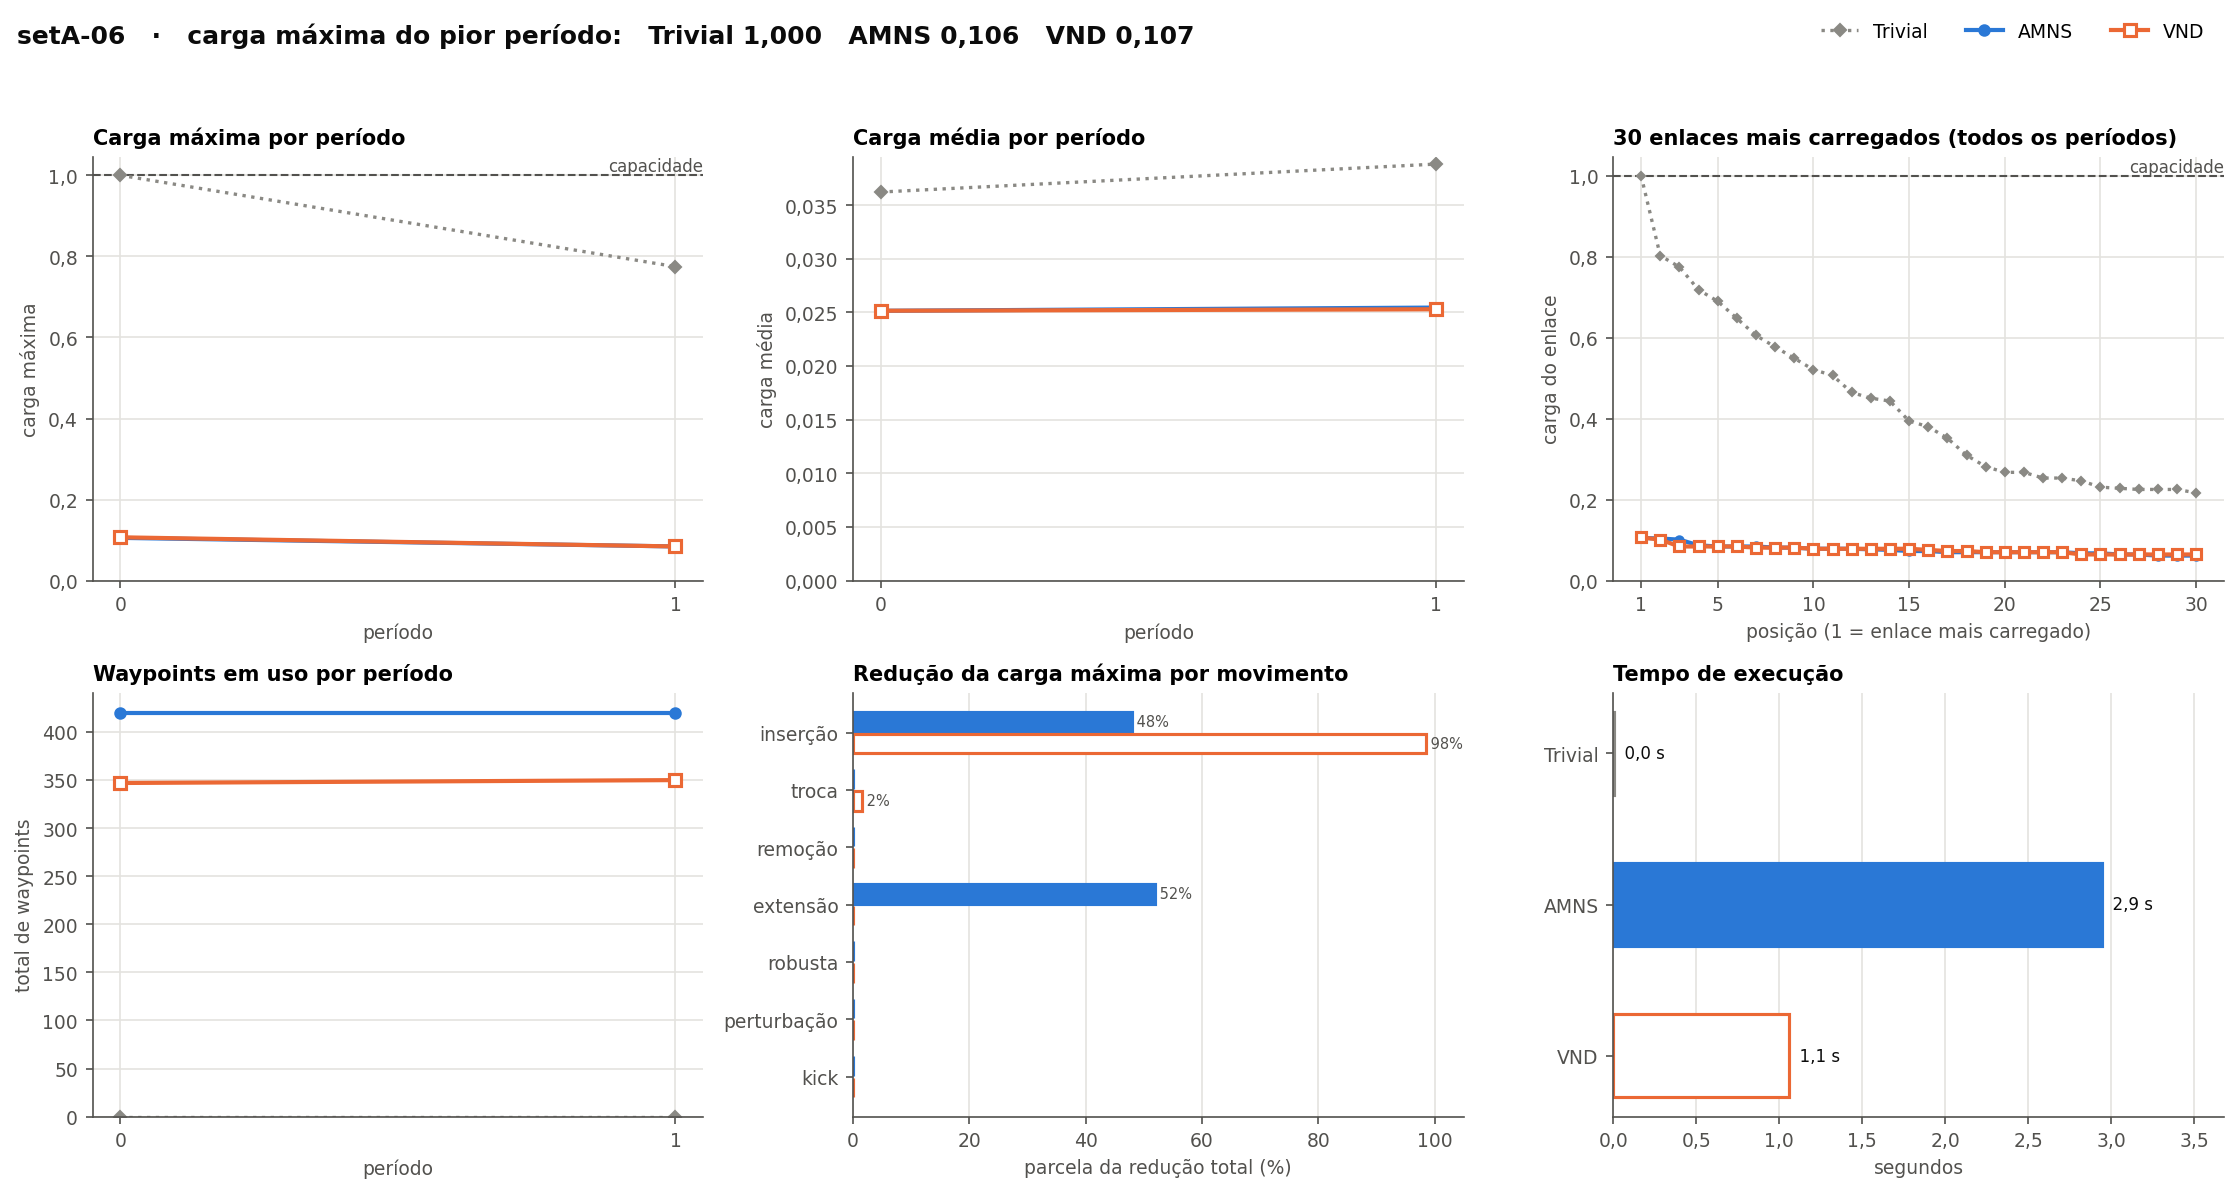 setA-06 · carga máxima do pior período: Trivial 1,000 AMNS 0,106 VND 0,107
Trivial AMNS VND
Carga máxima por período
capacidade
1,0
0,8
0,6
0,4
0,2
0,0
carga máxima
0 1
período
Carga média por período
0,035
0,030
0,025
0,020
0,015
0,010
0,005
0,000
carga média
0 1
período
30 enlaces mais carregados (todos os períodos)
capacidade
1,0
0,8
0,6
0,4
0,2
0,0
carga do enlace
1 5 10 15 20 25 30
posição (1 = enlace mais carregado)
Waypoints em uso por período
400
350
300
250
200
150
100
50
0
total de waypoints
0 1
período
Redução da carga máxima por movimento
inserção
48%
98%
troca
2%
remoção
extensão
52%
robusta
perturbação
kick
0 20 40 60 80 100
parcela da redução total (%)
Tempo de execução
Trivial
0,0 s
AMNS
2,9 s
VND
1,1 s
0,0 0,5 1,0 1,5 2,0 2,5 3,0 3,5
segundos